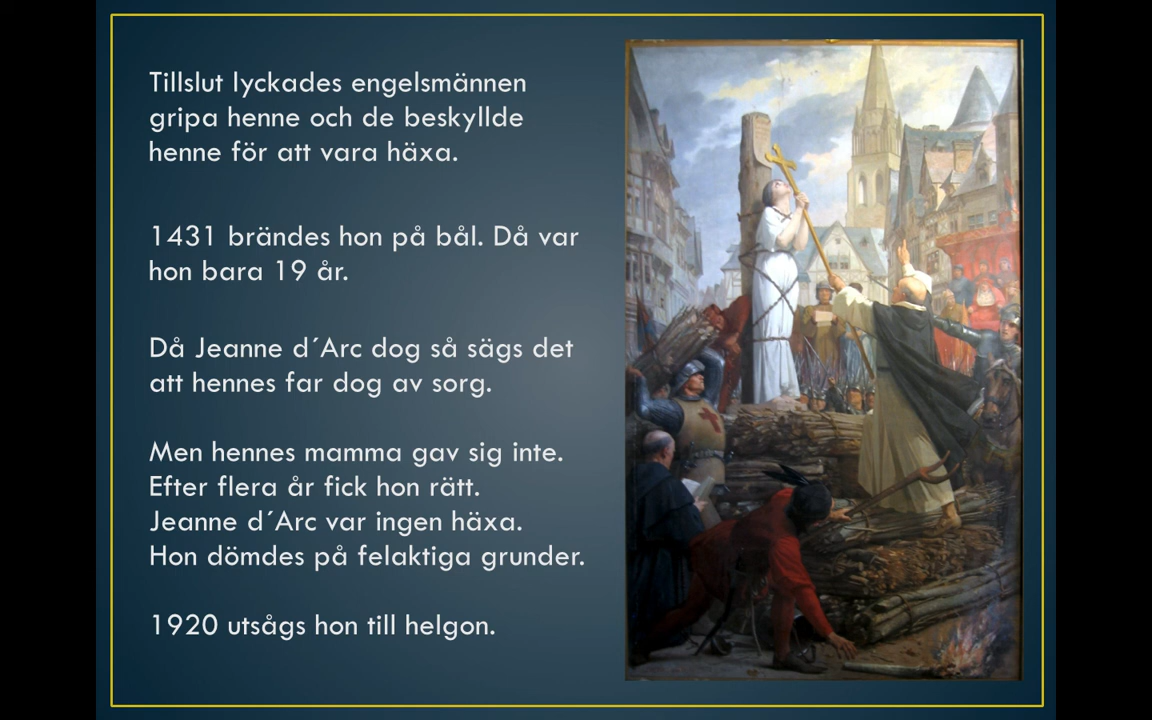 Tillslut lyckades engelsmännen
gripa henne och de beskyllde
henne för att vara häxa.
1431 brändes hon på bål. Då var
hon bara 19 år.
Då Jeanne d´Arc dog så sägs det
att hennes far dog av sorg.
Men hennes mamma gav sig inte.
Efter flera år fick hon rätt.
Jeanne d´Arc var ingen häxa.
Hon dömdes på felaktiga grunder.
1920 utsågs hon till helgon.